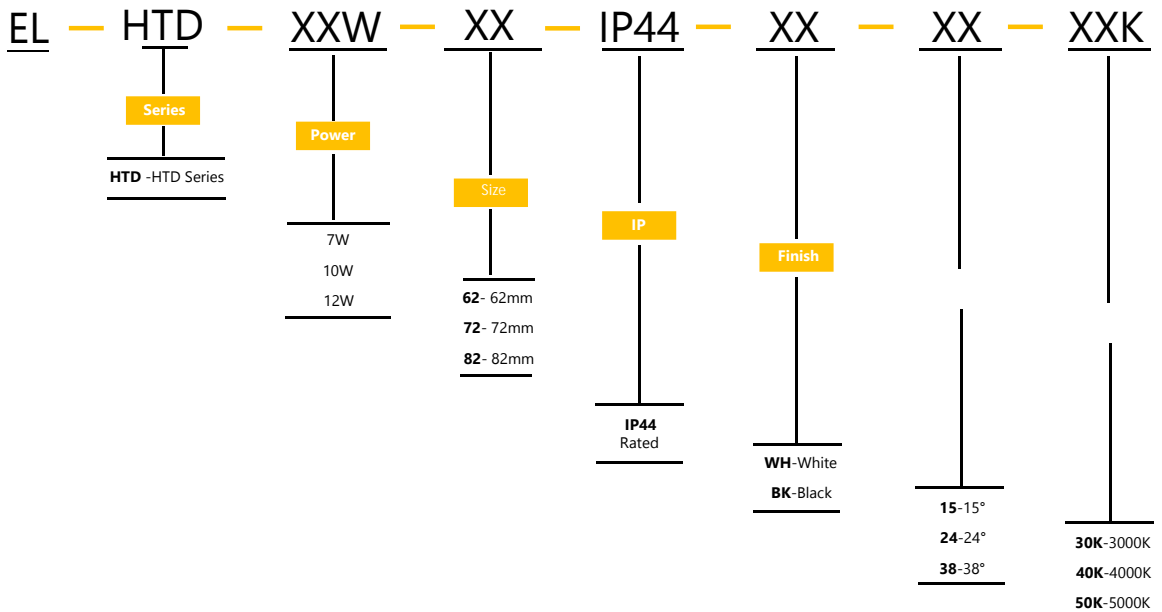 EL — HTD — XXW — XX — IP44 — XX — XX — XXK
Series
HTD -HTD Series
Power
7W
10W
12W
Size
62- 62mm
72- 72mm
82- 82mm
IP
IP44
Rated
Finish
WH-White
BK-Black
15-15°
24-24°
38-38°
30K-3000K
40K-4000K
50K-5000K